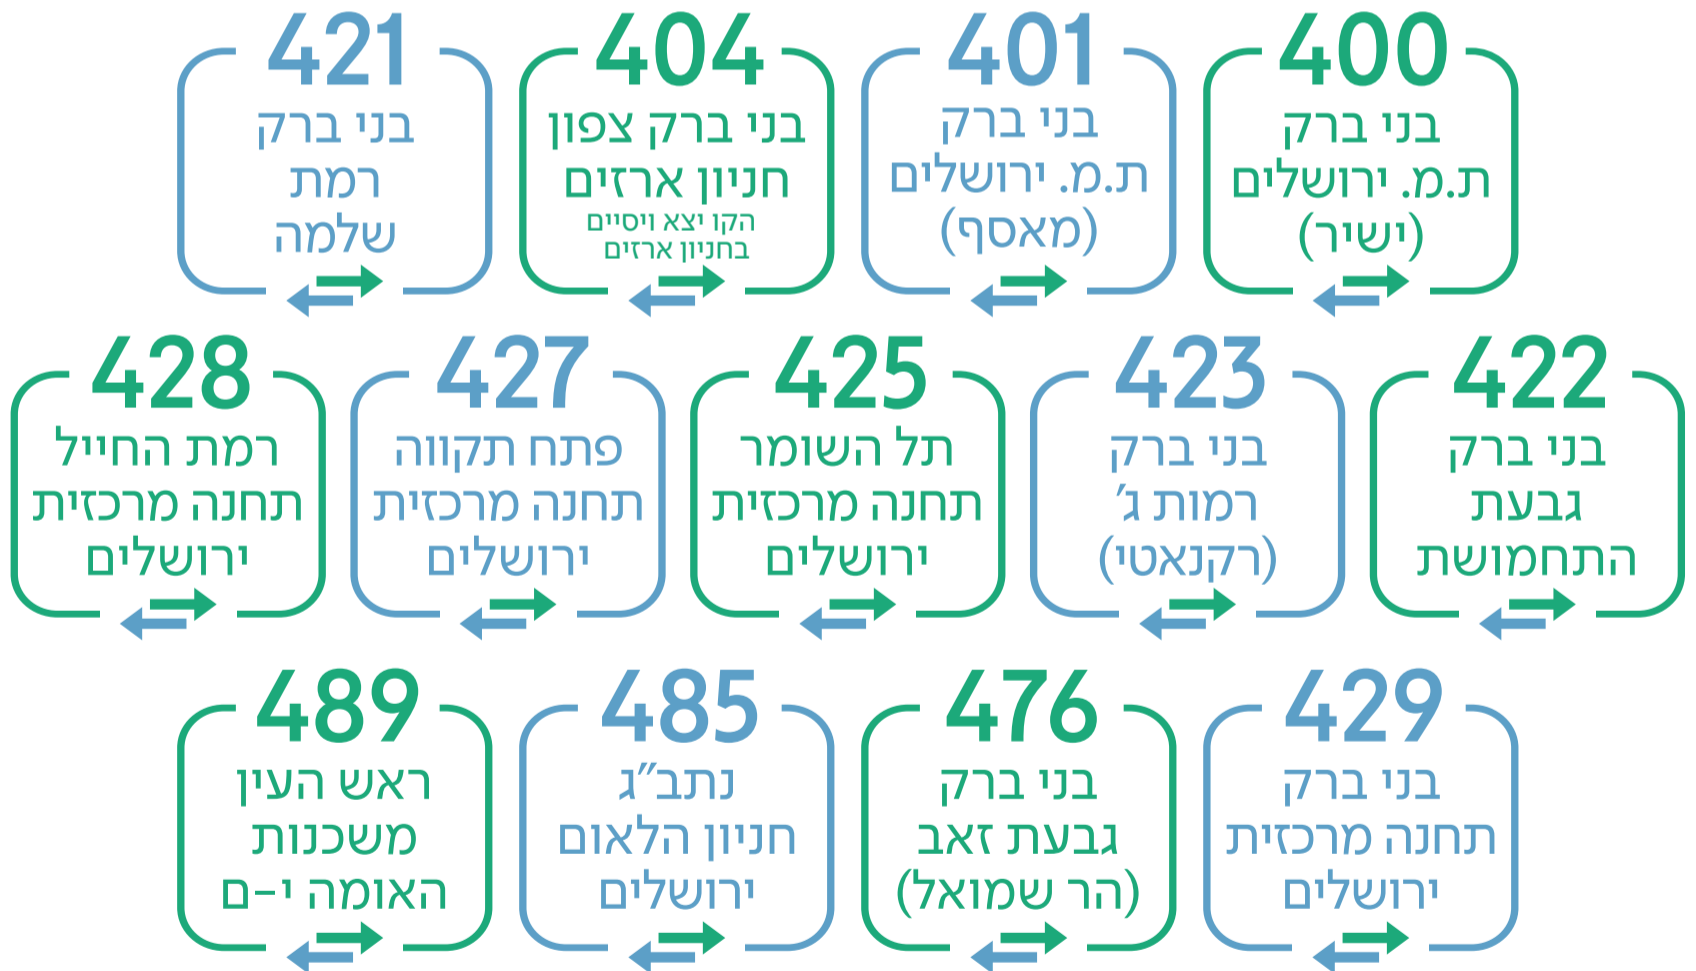 400
בני ברק
ת.מ. ירושלים
(ישיר)
401
בני ברק
ת.מ. ירושלים
(מאסף)
404
בני ברק צפון
חניון ארזים
הקו יצא ויסיים
בחניון ארזים
421
בני ברק
רמת
שלמה
422
בני ברק
גבעת
התחמושת
423
בני ברק
רמות ג'
(רקנאטי)
425
תל השומר
תחנה מרכזית
ירושלים
427
פתח תקווה
תחנה מרכזית
ירושלים
428
רמת החייל
תחנה מרכזית
ירושלים
429
בני ברק
תחנה מרכזית
ירושלים
476
בני ברק
גבעת זאב
(הר שמואל)
485
נתב"ג
חניון הלאום
ירושלים
489
ראש העין
משכנות
האומה י-ם